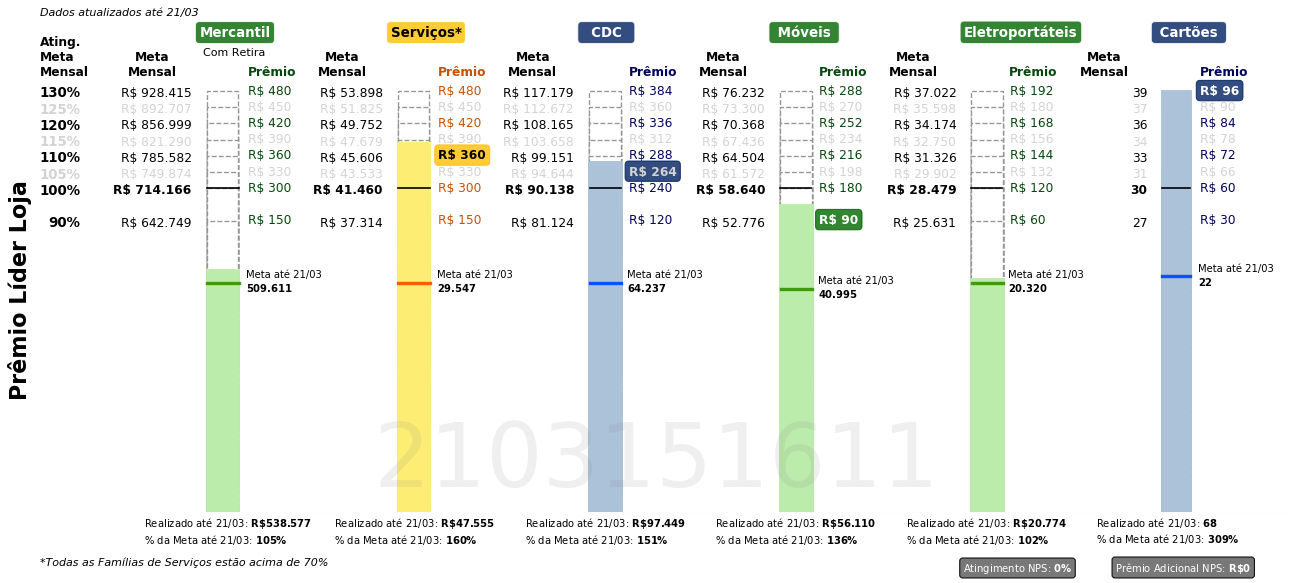 Dados atualizados até 21/03
Mercantil Serviços* CDC Móveis Eletroportáteis Cartões
Com Retira
Ating. Meta Mensal
Meta Mensal Prêmio Meta Mensal Prêmio Meta Mensal Prêmio Meta Mensal Prêmio Meta Mensal Prêmio Meta Mensal Prêmio
130% R$ 928.415 R$ 480 R$ 53.898 R$ 480 R$ 117.179 R$ 384 R$ 76.232 R$ 288 R$ 37.022 R$ 192 39 R$ 96
125% R$ 892.707 R$ 450 R$ 51.825 R$ 450 R$ 112.672 R$ 360 R$ 73.300 R$ 270 R$ 35.598 R$ 180 37 R$ 90
120% R$ 856.999 R$ 420 R$ 49.752 R$ 420 R$ 108.165 R$ 336 R$ 70.368 R$ 252 R$ 34.174 R$ 168 36 R$ 84
115% R$ 821.290 R$ 390 R$ 47.679 R$ 390 R$ 103.658 R$ 312 R$ 67.436 R$ 234 R$ 32.750 R$ 156 34 R$ 78
110% R$ 785.582 R$ 360 R$ 45.606 R$ 360 R$ 99.151 R$ 288 R$ 64.504 R$ 216 R$ 31.326 R$ 144 33 R$ 72
105% R$ 749.874 R$ 330 R$ 43.533 R$ 330 R$ 94.644 R$ 264 R$ 61.572 R$ 198 R$ 29.902 R$ 132 31 R$ 66
100% R$ 714.166 R$ 300 R$ 41.460 R$ 300 R$ 90.138 R$ 240 R$ 58.640 R$ 180 R$ 28.479 R$ 120 30 R$ 60
90% R$ 642.749 R$ 150 R$ 37.314 R$ 150 R$ 81.124 R$ 120 R$ 52.776 R$ 90 R$ 25.631 R$ 60 27 R$ 30
Prêmio Líder Loja
Meta até 21/03 Meta até 21/03 Meta até 21/03 Meta até 21/03 Meta até 21/03 Meta até 21/03
509.611 29.547 64.237 40.995 20.320 22
2103151611
Realizado até 21/03: R$538.577 Realizado até 21/03: R$47.555 Realizado até 21/03: R$97.449 Realizado até 21/03: R$56.110 Realizado até 21/03: R$20.774 Realizado até 21/03: 68
% da Meta até 21/03: 105% % da Meta até 21/03: 160% % da Meta até 21/03: 151% % da Meta até 21/03: 136% % da Meta até 21/03: 102% % da Meta até 21/03: 309%
*Todas as Famílias de Serviços estão acima de 70%
Atingimento NPS: 0% Prêmio Adicional NPS: R$0